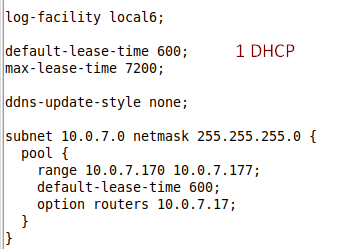 log-facility local6;
default-lease-time 600; 1 DHCP
max-lease-time 7200;
ddns-update-style none;
subnet 10.0.7.0 netmask 255.255.255.0 {
pool {
range 10.0.7.170 10.0.7.177;
default-lease-time 600;
option routers 10.0.7.17;
}
}